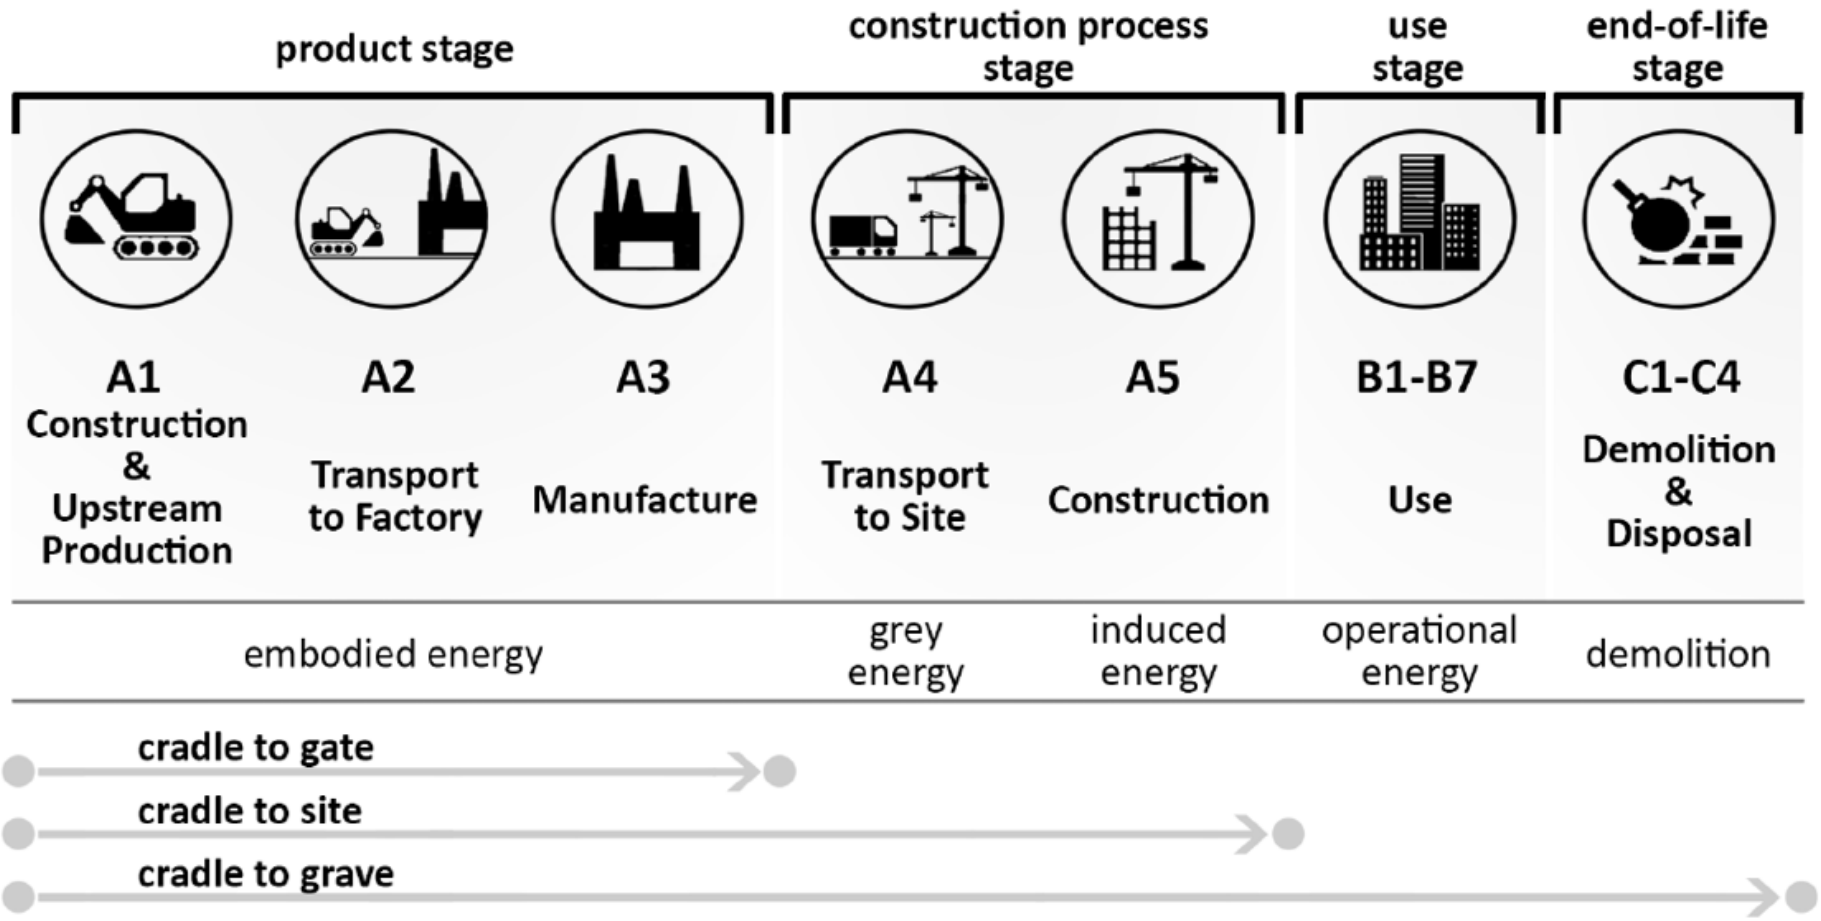 product stage
construction process
stage
use
stage
end-of-life
stage
A1
Construction
&
Upstream
Production
A2
Transport
to Factory
A3
Manufacture
A4
Transport
to Site
A5
Construction
B1-B7
Use
C1-C4
Demolition
&
Disposal
embodied energy
grey
energy
induced
energy
operational
energy
demolition
cradle to gate
cradle to site
cradle to grave